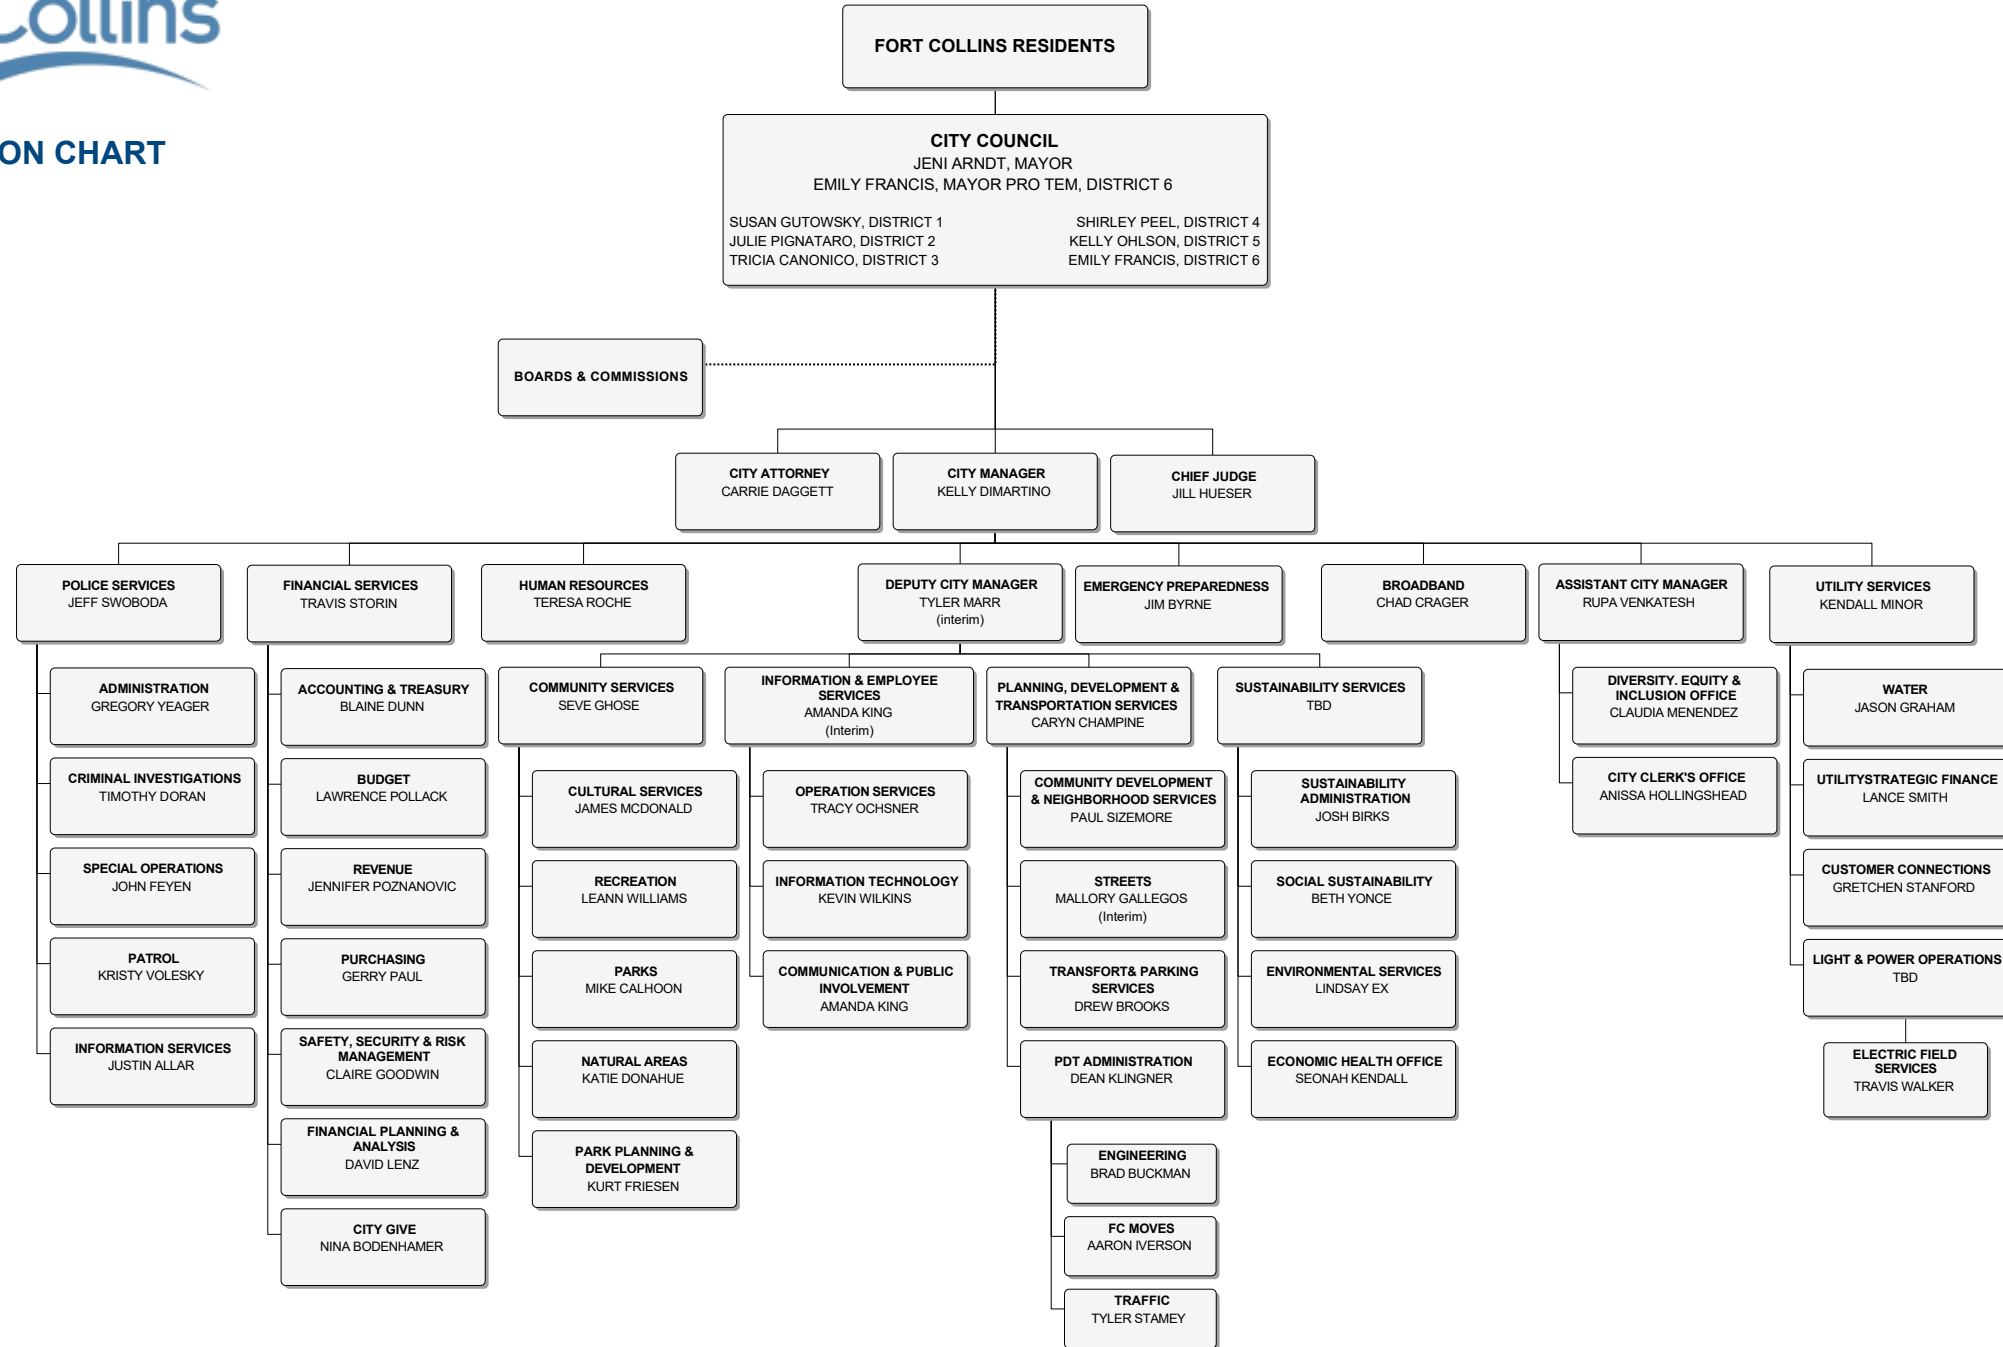 Collins
ON CHART
FORT COLLINS RESIDENTS
CITY COUNCIL
JENI ARNDT, MAYOR
EMILY FRANCIS, MAYOR PRO TEM, DISTRICT 6
SUSAN GUTOWSKY, DISTRICT 1
JULIE PIGNATARO, DISTRICT 2
TRICIA CANONICO, DISTRICT 3
SHIRLEY PEEL, DISTRICT 4
KELLY OHLSON, DISTRICT 5
EMILY FRANCIS, DISTRICT 6
BOARDS & COMMISSIONS
CITY ATTORNEY
CARRIE DAGGETT
CITY MANAGER
KELLY DIMARTINO
CHIEF JUDGE
JILL HUESER
POLICE SERVICES
JEFF SWOBODA
FINANCIAL SERVICES
TRAVIS STORIN
HUMAN RESOURCES
TERESA ROCHE
DEPUTY CITY MANAGER
TYLER MARR
(interim)
EMERGENCY PREPAREDNESS
JIM BYRNE
BROADBAND
CHAD CRAGER
ASSISTANT CITY MANAGER
RUPA VENKATESH
UTILITY SERVICES
KENDALL MINOR
ADMINISTRATION
GREGORY YEAGER
CRIMINAL INVESTIGATIONS
TIMOTHY DORAN
SPECIAL OPERATIONS
JOHN FEYEN
PATROL
KRISTY VOLESKY
INFORMATION SERVICES
JUSTIN ALLAR
ACCOUNTING & TREASURY
BLAINE DUNN
BUDGET
LAWRENCE POLLACK
REVENUE
JENNIFER POZNANOVIC
PURCHASING
GERRY PAUL
SAFETY, SECURITY & RISK
MANAGEMENT
CLAIRE GOODWIN
FINANCIAL PLANNING &
ANALYSIS
DAVID LENZ
CITY GIVE
NINA BODENHAMER
COMMUNITY SERVICES
SEVE GHOSE
CULTURAL SERVICES
JAMES MCDONALD
RECREATION
LEANN WILLIAMS
PARKS
MIKE CALHOON
NATURAL AREAS
KATIE DONAHUE
PARK PLANNING &
DEVELOPMENT
KURT FRIESEN
INFORMATION & EMPLOYEE
SERVICES
AMANDA KING
(Interim)
OPERATION SERVICES
TRACY OCHSNER
INFORMATION TECHNOLOGY
KEVIN WILKINS
COMMUNICATION & PUBLIC
INVOLVEMENT
AMANDA KING
PLANNING, DEVELOPMENT &
TRANSPORTATION SERVICES
CARYN CHAMPINE
COMMUNITY DEVELOPMENT
& NEIGHBORHOOD SERVICES
PAUL SIZEMORE
STREETS
MALLORY GALLEGOS
(Interim)
TRANSFORT& PARKING
SERVICES
DREW BROOKS
PDT ADMINISTRATION
DEAN KLINGNER
ENGINEERING
BRAD BUCKMAN
FC MOVES
AARON IVERSON
TRAFFIC
TYLER STAMEY
SUSTAINABILITY SERVICES
TBD
SUSTAINABILITY
ADMINISTRATION
JOSH BIRKS
SOCIAL SUSTAINABILITY
BETH YONCE
ENVIRONMENTAL SERVICES
LINDSAY EX
ECONOMIC HEALTH OFFICE
SEONAH KENDALL
DIVERSITY. EQUITY &
INCLUSION OFFICE
CLAUDIA MENENDEZ
CITY CLERK'S OFFICE
ANISSA HOLLINGSHEAD
WATER
JASON GRAHAM
UTILITYSTRATEGIC FINANCE
LANCE SMITH
CUSTOMER CONNECTIONS
GRETCHEN STANFORD
LIGHT & POWER OPERATIONS
TBD
ELECTRIC FIELD
SERVICES
TRAVIS WALKER